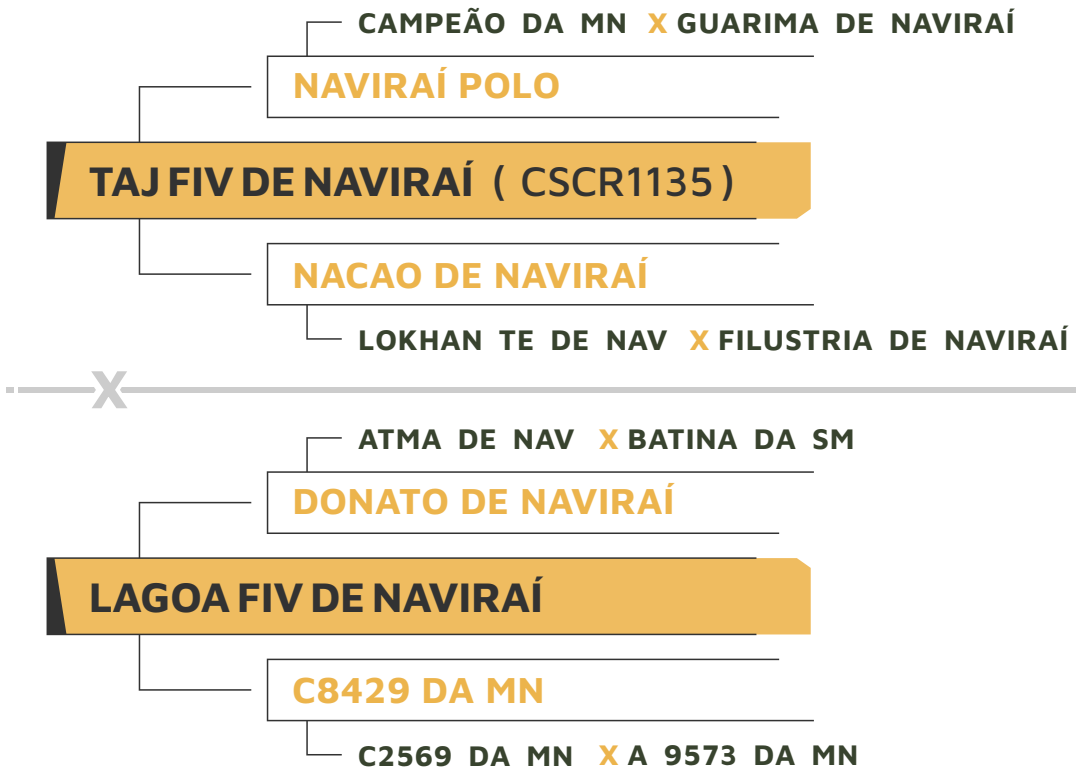 CAMPEÃO DA MN X GUARIMA DE NAVIRAÍ
NAVIRAÍ POLO
TAJ FIV DE NAVIRAÍ ( CSCR1135 )
NACAO DE NAVIRAÍ
LOKHAN TE DE NAV X FILUSTRIA DE NAVIRAÍ
X
ATMA DE NAV X BATINA DA SM
DONATO DE NAVIRAÍ
LAGOA FIV DE NAVIRAÍ
C8429 DA MN
C2569 DA MN X A 9573 DA MN